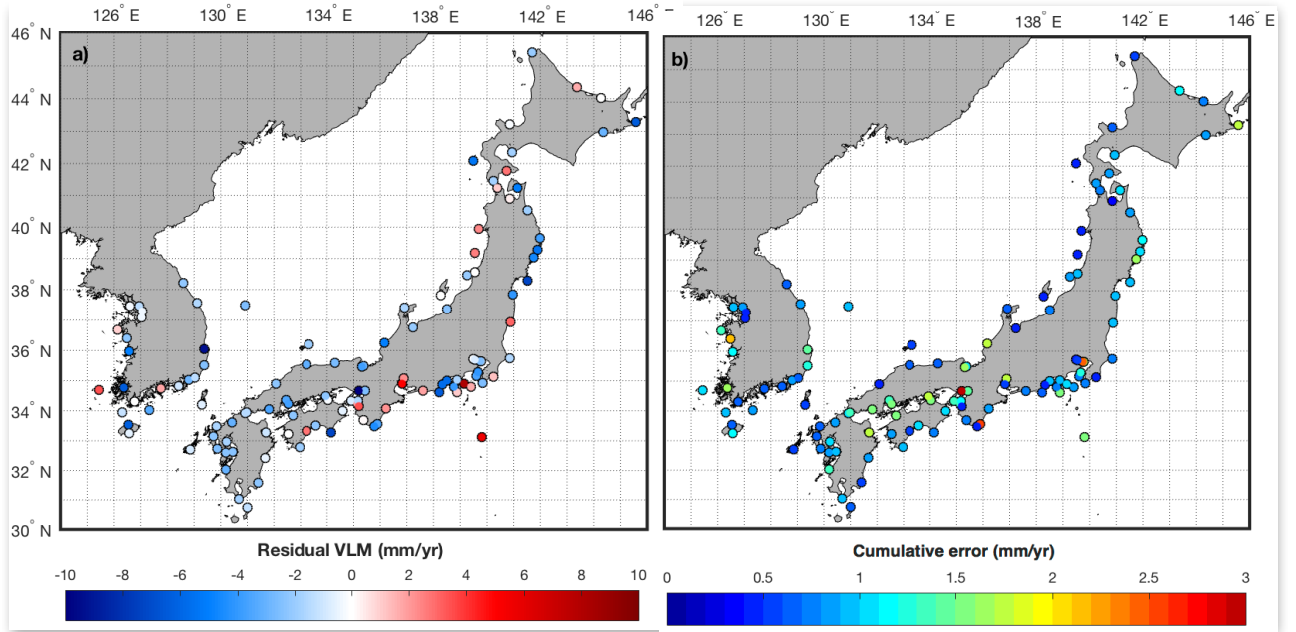 126° E 130° E 134° E 138° E 142° E 146° 126° E 130° E 134° E 138° E 142° E 146° E
46° N
a) b)
44° N
42° N
40° N
38° N
36° N
34° N
32° N
30° N
Residual VLM (mm/yr) Cumulative error (mm/yr)
-10 -8 -6 -4 -2 0 2 4 6 8 10 0 0.5 1 1.5 2 2.5 3